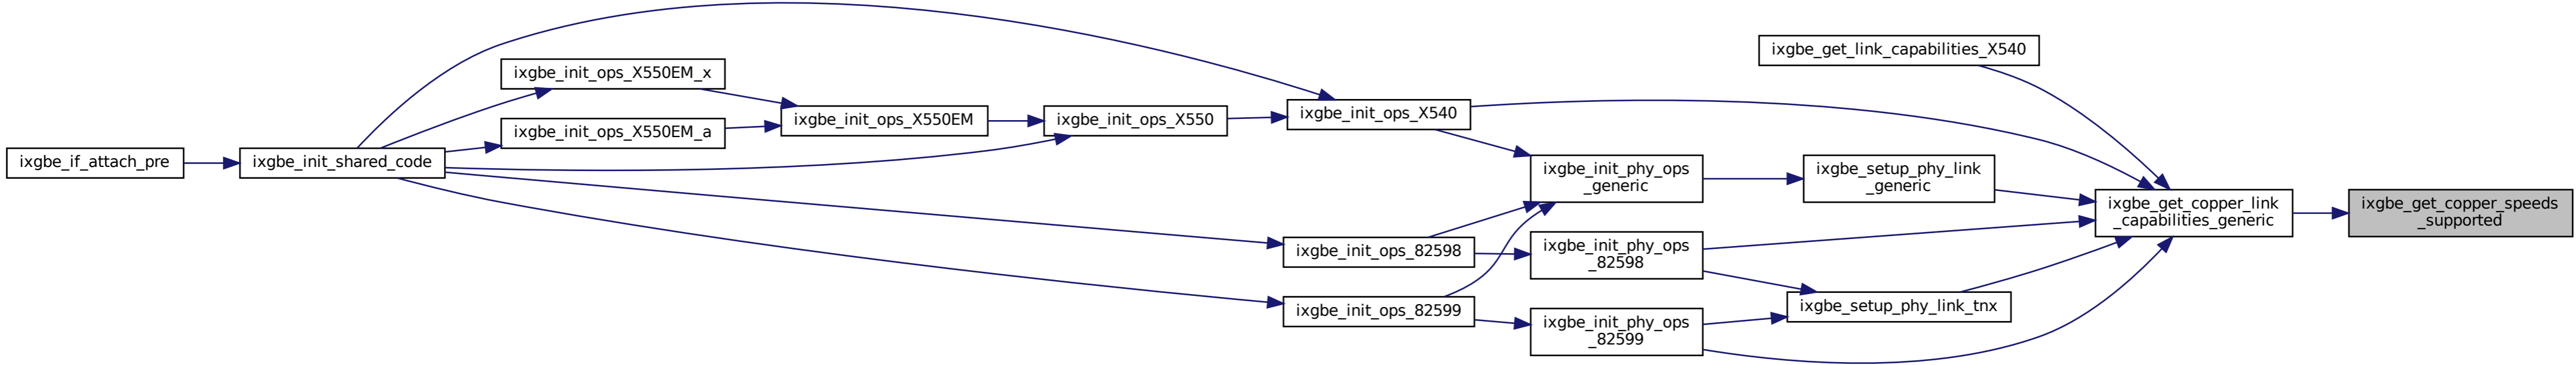 ixgbe_if_attach_pre
ixgbe_init_shared_code
ixgbe_init_ops_X550EM_x
ixgbe_init_ops_X550EM_a
ixgbe_init_ops_X550EM
ixgbe_init_ops_X550
ixgbe_init_ops_X540
ixgbe_init_ops_82598
ixgbe_init_ops_82599
ixgbe_init_phy_ops
_generic
ixgbe_init_phy_ops
_82598
ixgbe_init_phy_ops
_82599
ixgbe_get_link_capabilities_X540
ixgbe_setup_phy_link
_generic
ixgbe_setup_phy_link_tnx
ixgbe_get_copper_link
_capabilities_generic
ixgbe_get_copper_speeds
_supported